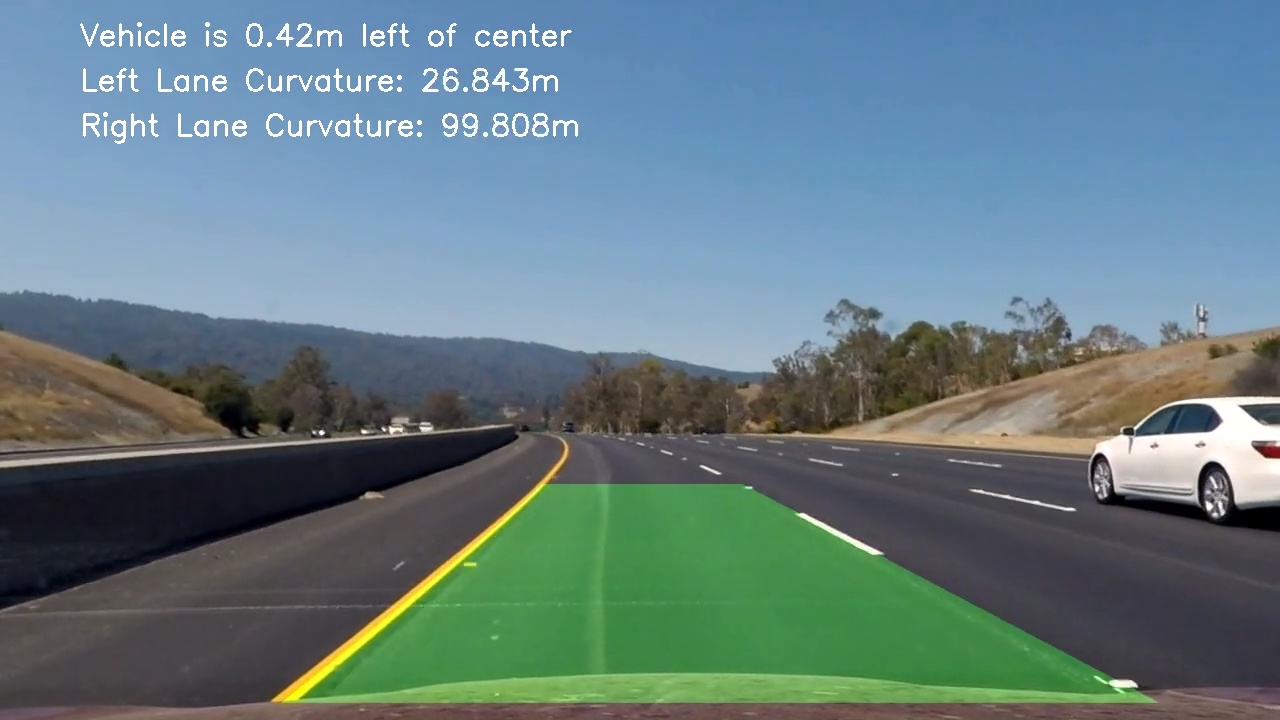 Vehicle is 0.42m left of center
Left Lane Curvature: 26.843m
Right Lane Curvature: 99.808m